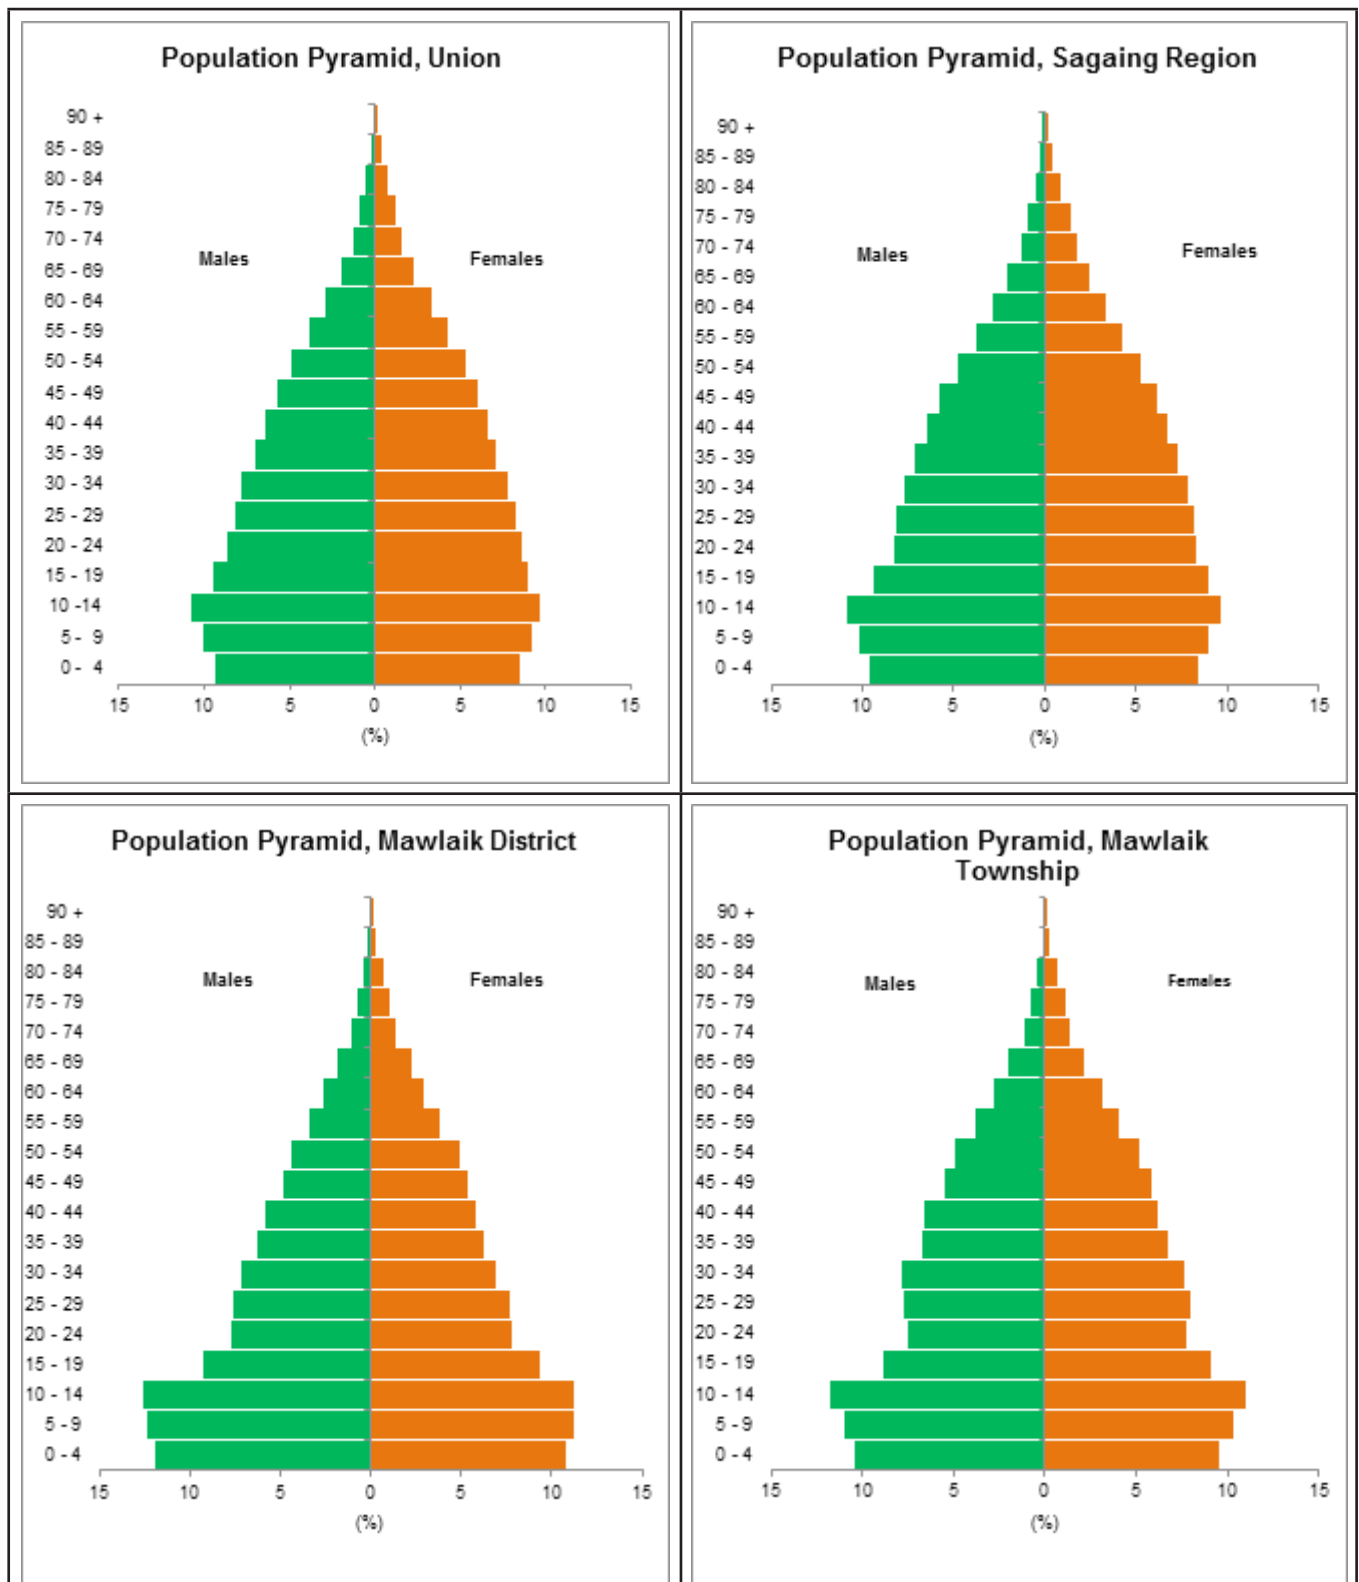 Population Pyramid, Union
90 +
85 - 89
80 - 84
75 - 79
70 - 74
65 - 69
60 - 64
55 - 59
50 - 54
45 - 49
40 - 44
35 - 39
30 - 34
25 - 29
20 - 24
15 - 19
10 -14
5 - 9
0 - 4
Males
Females
15 10 5 0 5 10 15
(%)
Population Pyramid, Sagaing Region
90 +
85 - 89
80 - 84
75 - 79
70 - 74
65 - 69
60 - 64
55 - 59
50 - 54
45 - 49
40 - 44
35 - 39
30 - 34
25 - 29
20 - 24
15 - 19
10 - 14
5 - 9
0 - 4
Males
Females
15 10 5 0 5 10 15
(%)
Population Pyramid, Mawlaik District
90 +
85 - 89
80 - 84
75 - 79
70 - 74
65 - 69
60 - 64
55 - 59
50 - 54
45 - 49
40 - 44
35 - 39
30 - 34
25 - 29
20 - 24
15 - 19
10 - 14
5 - 9
0 - 4
Males
Females
15 10 5 0 5 10 15
(%)
Population Pyramid, Mawlaik
Township
90 +
85 - 89
80 - 84
75 - 79
70 - 74
65 - 69
60 - 64
55 - 59
50 - 54
45 - 49
40 - 44
35 - 39
30 - 34
25 - 29
20 - 24
15 - 19
10 - 14
5 - 9
0 - 4
Males
Females
15 10 5 0 5 10 15
(%)